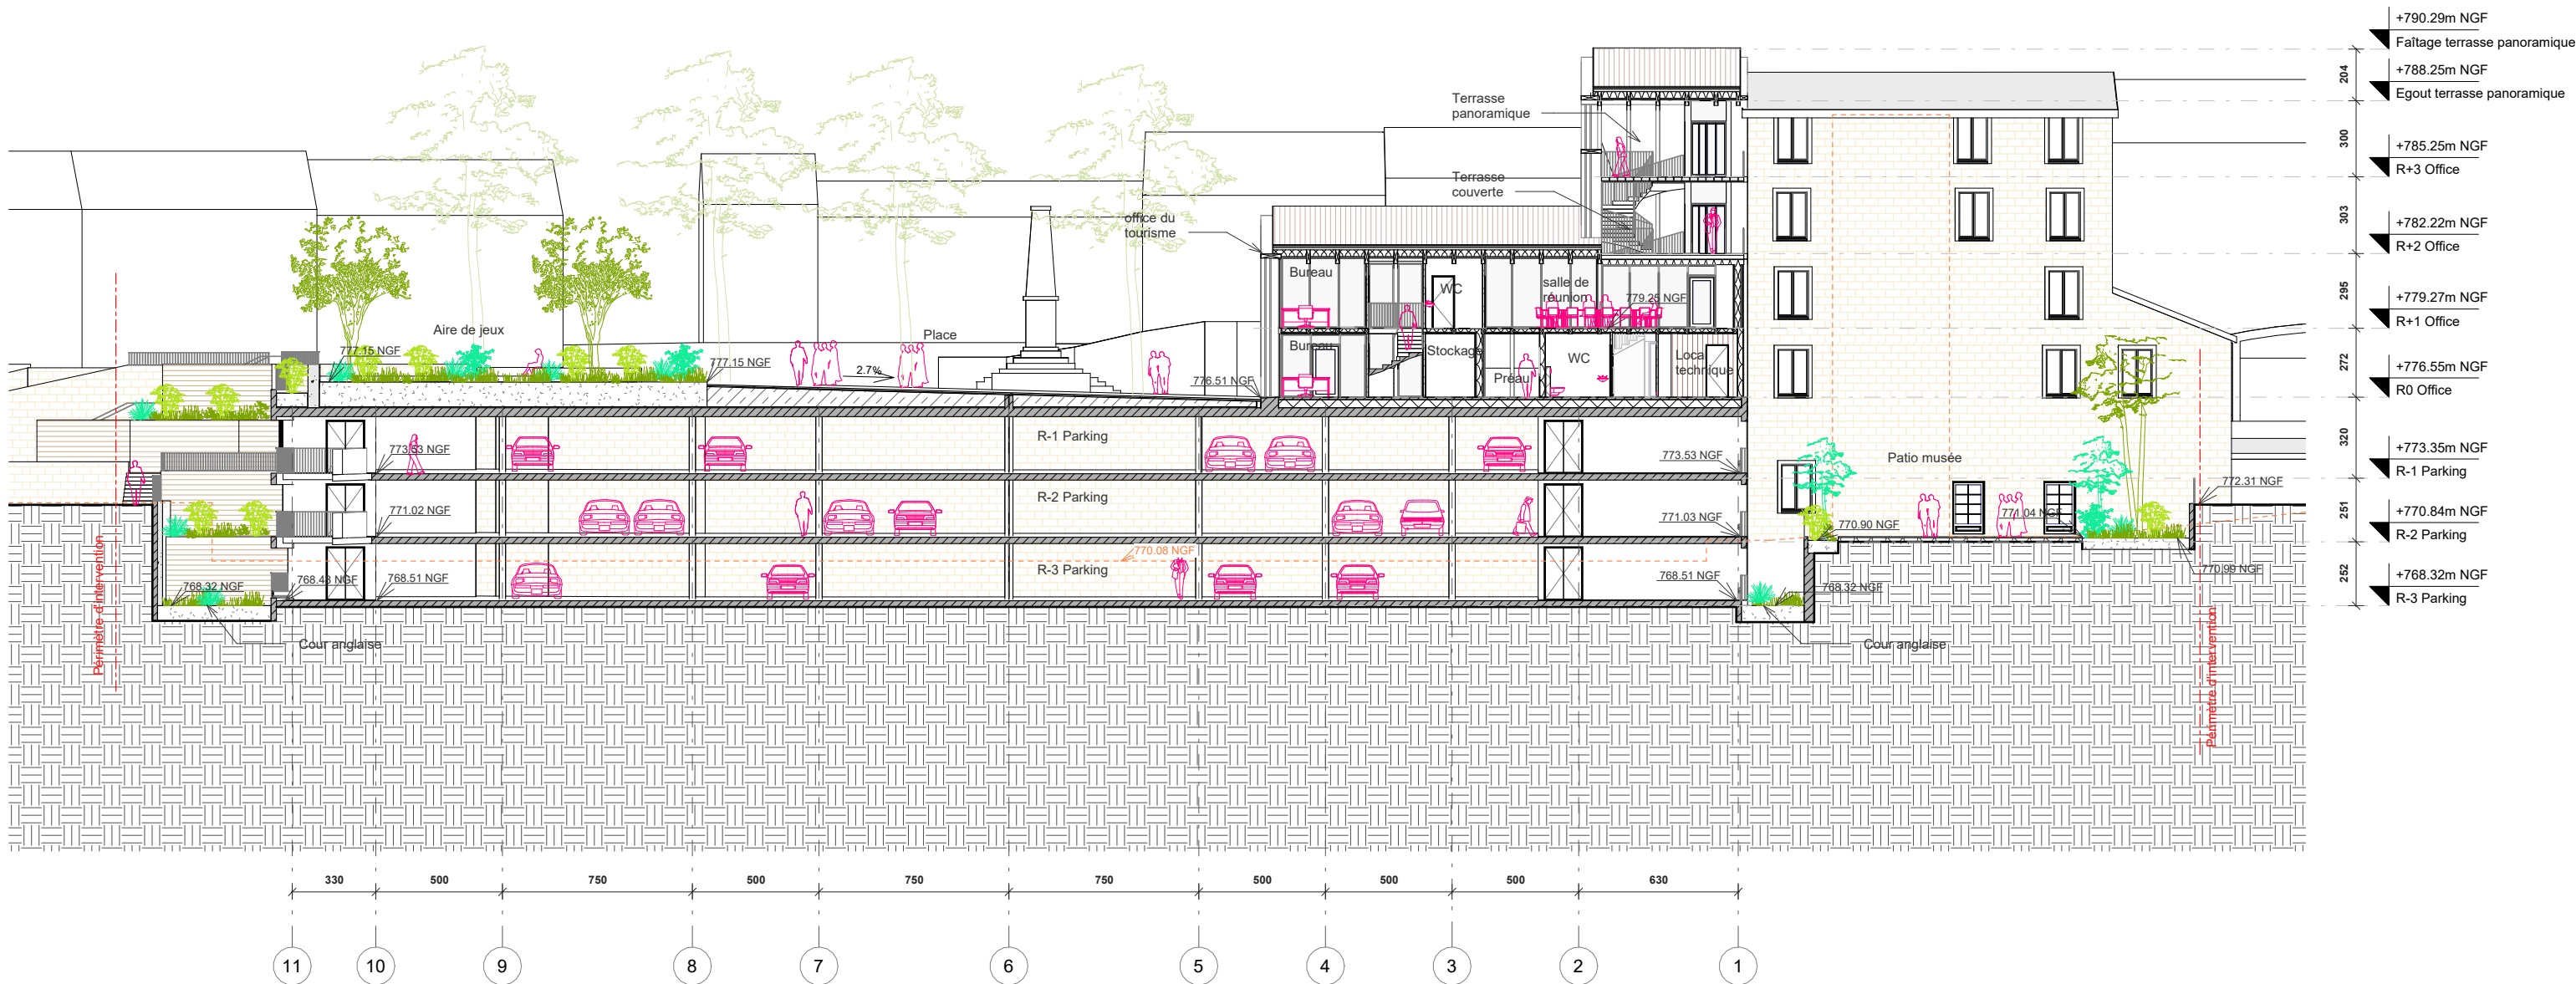 +790.29m NGF
Faîtage terrasse panoramique
204
+788.25m NGF
Egout terrasse panoramique
300
+785.25m NGF
R+3 Office
303
+782.22m NGF
R+2 Office
295
+779.27m NGF
R+1 Office
272
+776.55m NGF
R0 Office
320
+773.35m NGF
R-1 Parking
251
+770.84m NGF
R-2 Parking
252
+768.32m NGF
R-3 Parking
Terrasse
panoramique
Terrasse
couverte
office du
tourisme
Bureau
WC
salle de
réunion
779.25 NGF
Aire de jeux
Place
777.15 NGF
777.15 NGF
2.7%
776.51 NGF
Bureau
Stockage
Préau
WC
Local
technique
R-1 Parking
773.53 NGF
773.53 NGF
Patio musée
R-2 Parking
771.02 NGF
771.03 NGF
770.90 NGF
771.04 NGF
772.31 NGF
770.08 NGF
R-3 Parking
768.32 NGF
768.43 NGF
768.51 NGF
768.51 NGF
768.32 NGF
770.99 NGF
Périmètre d'intervention
Cour anglaise
Cour anglaise
Périmètre d'intervention
330
500
750
500
750
750
500
500
500
630
11
10
9
8
7
6
5
4
3
2
1